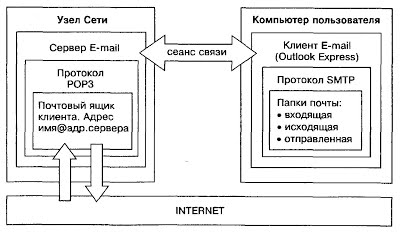 Узел Сети
Сервер E-mail
Протокол
POP3
Почтовый ящик
клиента. Адрес
имя@адр.сервера
сеанс связи
Компьютер пользователя
Клиент E-mail
(Outlook Express)
Протокол SMTP
Папки почты:
• входящая
• исходящая
• отправленная
INTERNET